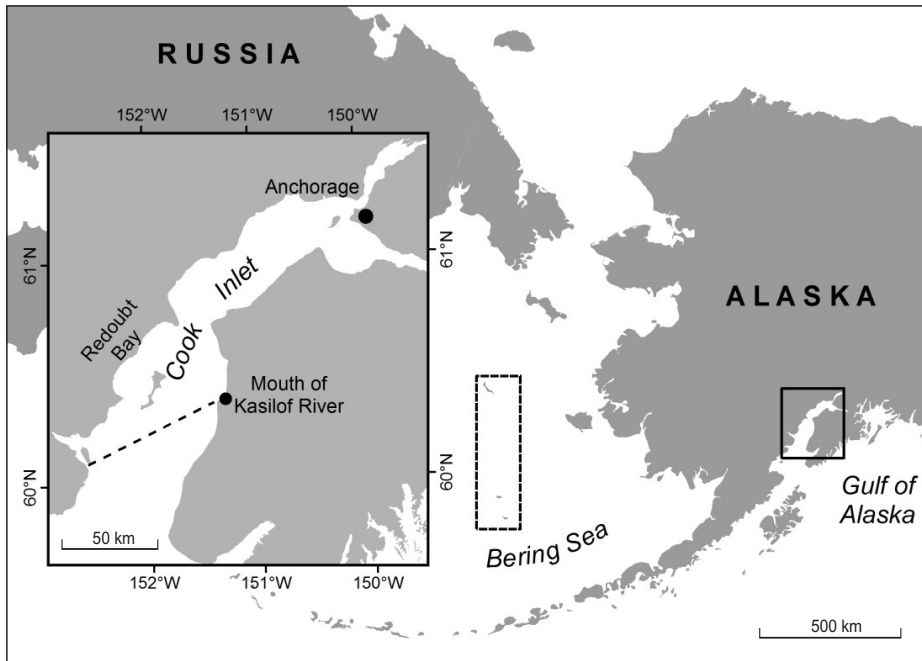 RUSSIA
152°W
151°W
150°W
Anchorage
61°N
61°N
Cook Inlet
Redoubt
Bay
ALASKA
Mouth of
Kasilof River
60°N
60°N
Gulf of
Alaska
50 km
Bering Sea
152°W
151°W
150°W
500 km